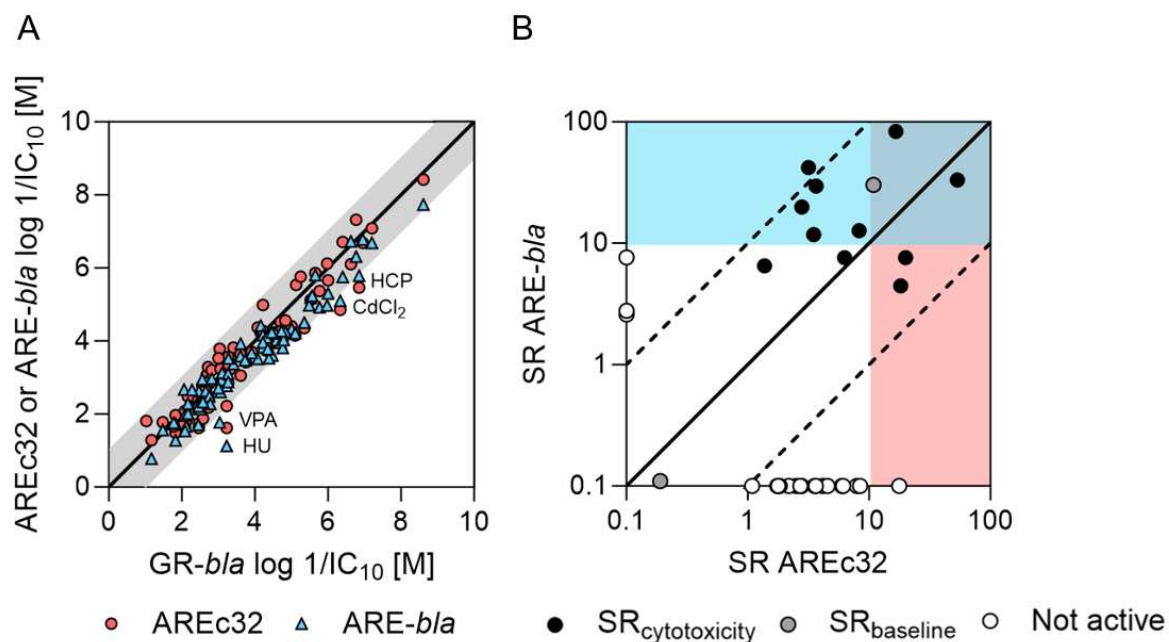 A
AREc32 or ARE-bla log 1/IC₁₀ [M]
10
8
6
4
2
0
HCP
CdCl₂
VPA
HU
0 2 4 6 8 10
GR-bla log 1/IC₁₀ [M]
AREc32 ARE-bla
B
SR ARE-bla
100
10
1
0.1
0.1 1 10 100
SR AREc32
SRcytotoxicity SRbaseline Not active